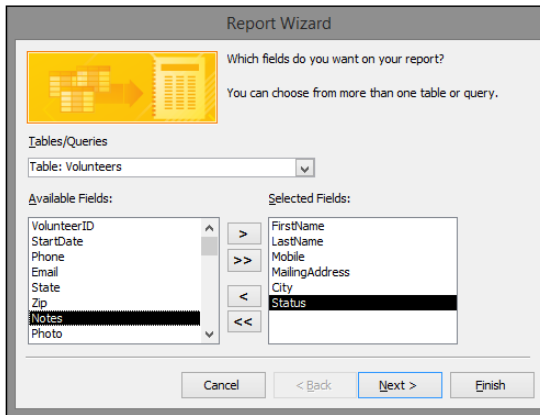 Report Wizard
Which fields do you want on your report?
You can choose from more than one table or query.
Tables/Queries
Table: Volunteers
Available Fields:
VolunteerID
StartDate
Phone
Email
State
Zip
Notes
Photo
>
>>
<
<<
Selected Fields:
FirstName
LastName
Mobile
MailingAddress
City
Status
Cancel
< Back
Next >
Finish